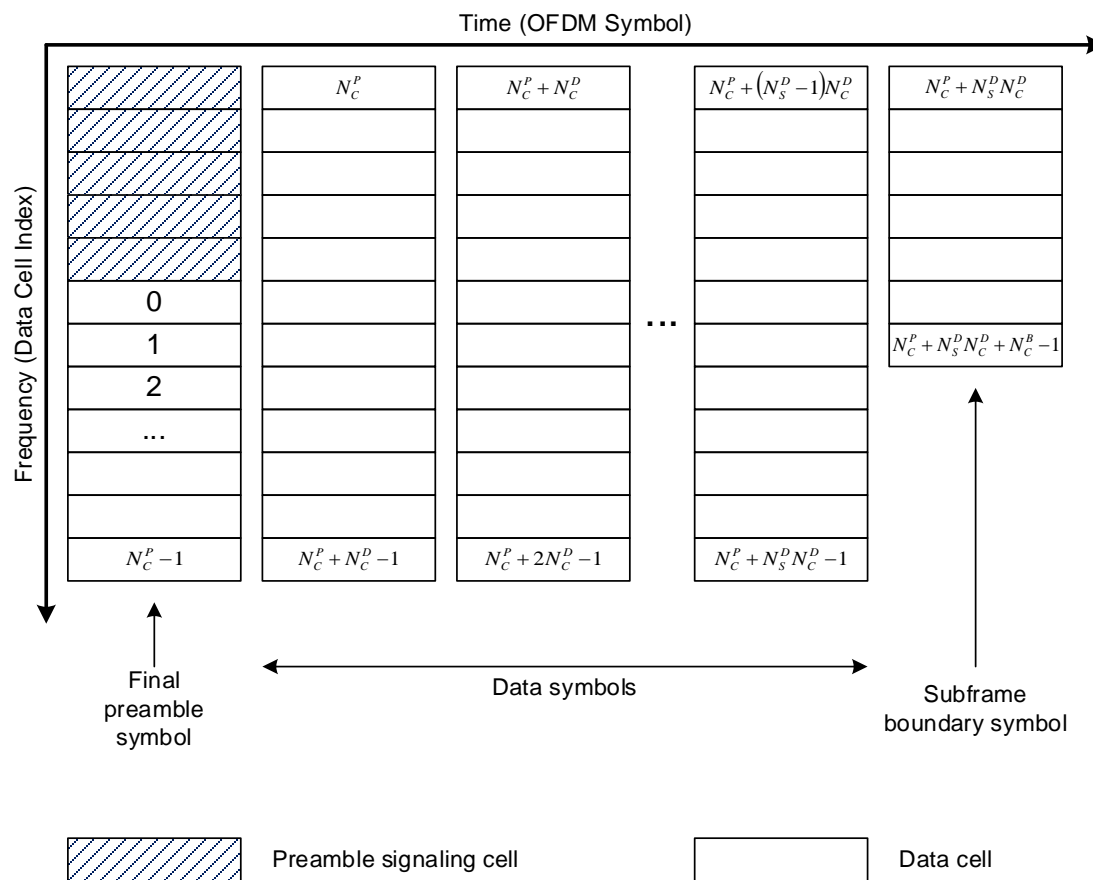 Time (OFDM Symbol)
Frequency (Data Cell Index)
$N_C^P$
$N_C^P + N_C^D$
$N_C^P + (N_S^D - 1)N_C^D$
$N_C^P + N_S^D N_C^D$
0
1
2
...
...
$N_C^P + N_S^D N_C^D + N_C^B - 1$
$N_C^P - 1$
$N_C^P + N_C^D - 1$
$N_C^P + 2N_C^D - 1$
$N_C^P + N_S^D N_C^D - 1$
Final
preamble
symbol
Data symbols
Subframe
boundary symbol
Preamble signaling cell
Data cell